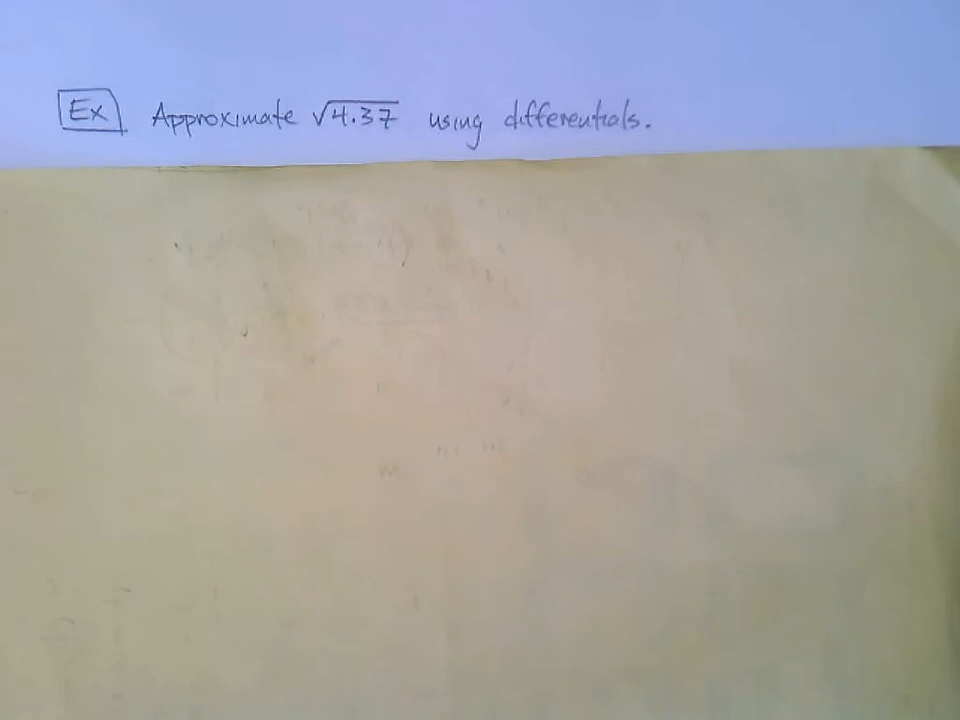 Ex Approximate √4.37 using differentials.